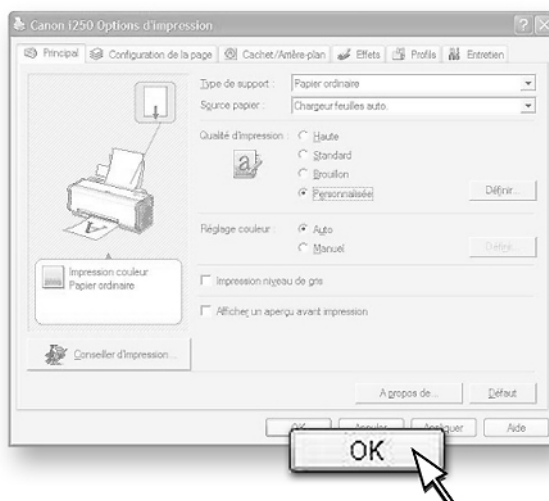 Canon i250 Options d'impression
Principal Configuration de la page Cachet/Arrière-plan Effets Profils Entretien
Type de support : Papier ordinaire
Source papier : Chargeur feuilles auto.
Qualité d'impression : Haute
Standard
Brouillon
Personnalisée Définir...
Réglage couleur : Auto
Manuel Définir...
Impression couleur
Papier ordinaire
Impression niveau de gris
Afficher un aperçu avant impression
Conseiller d'impression...
A propos de... Défaut
OK Annuler Appliquer Aide
OK